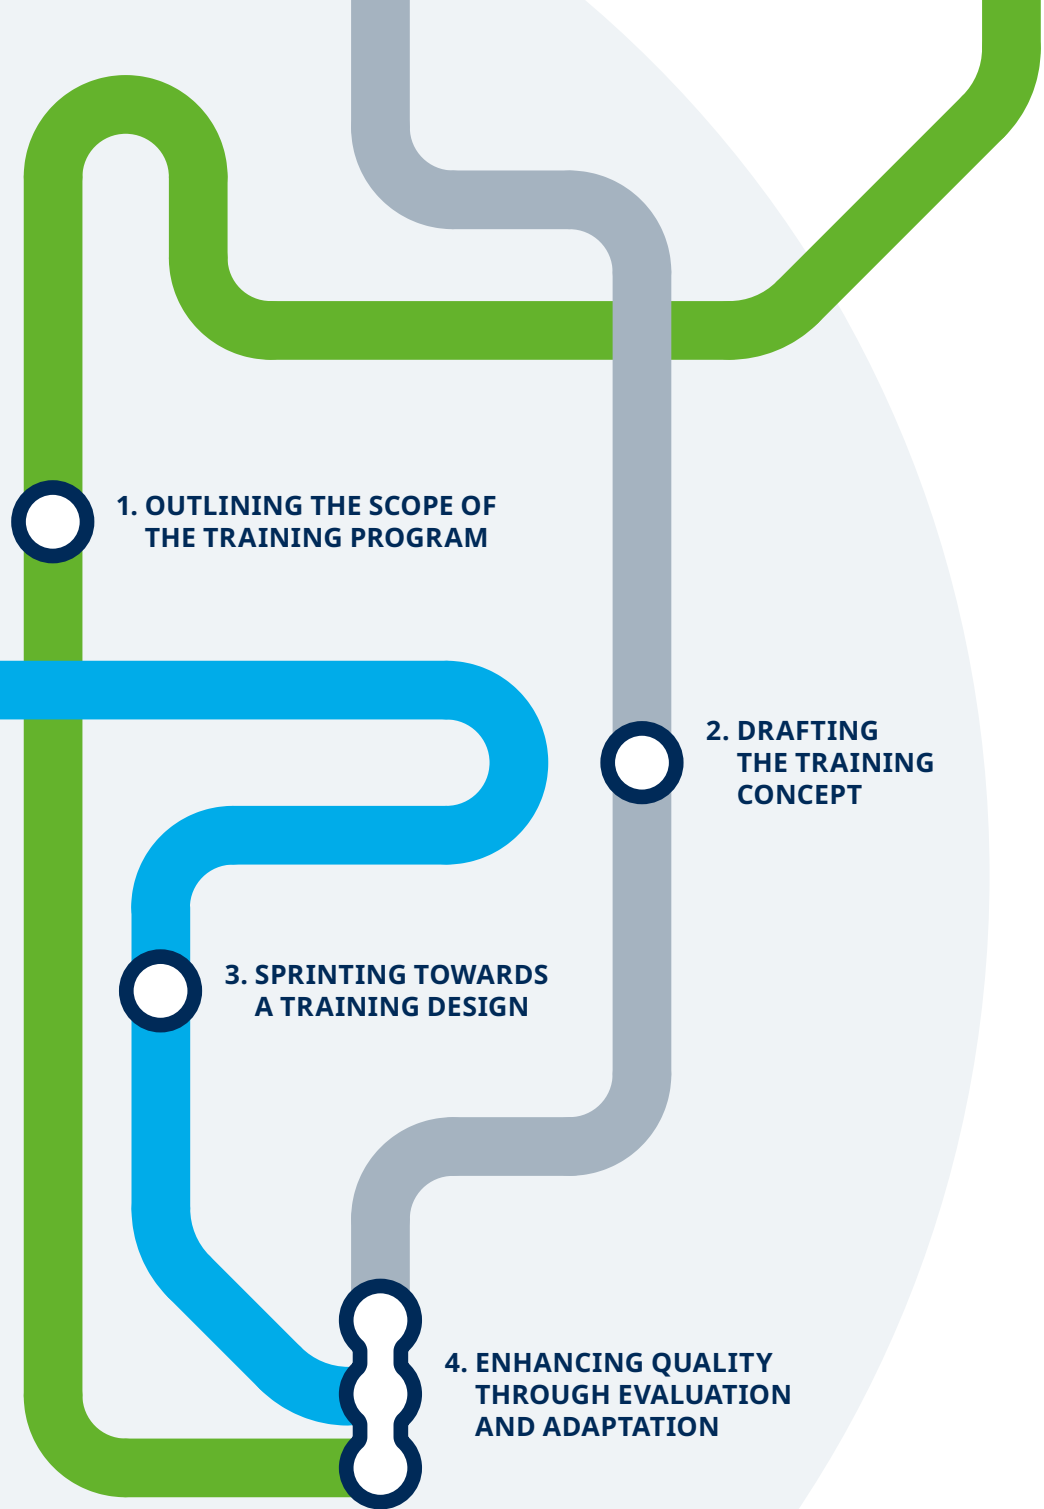 1. OUTLINING THE SCOPE OF
THE TRAINING PROGRAM
2. DRAFTING
THE TRAINING
CONCEPT
3. SPRINTING TOWARDS
A TRAINING DESIGN
4. ENHANCING QUALITY
THROUGH EVALUATION
AND ADAPTATION